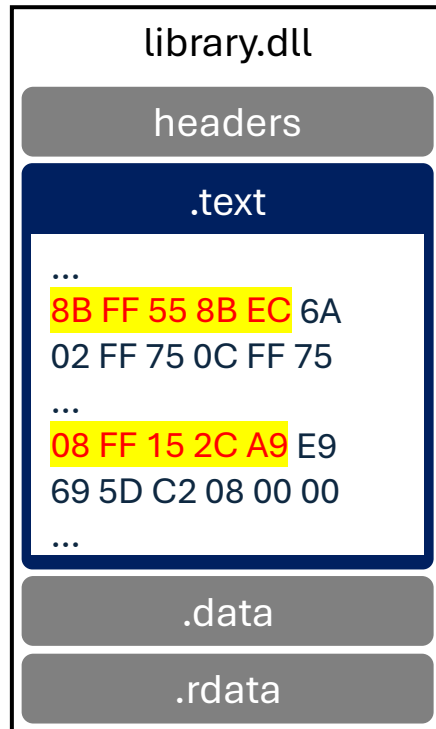 library.dll
headers
.text
...
8B FF 55 8B EC 6A
02 FF 75 0C FF 75
...
08 FF 15 2C A9 E9
69 5D C2 08 00 00
...
.data
.rdata